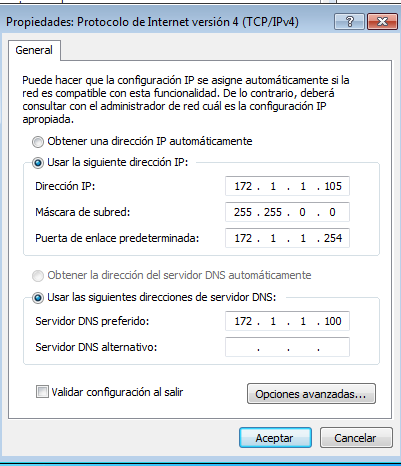 Propiedades: Protocolo de Internet versión 4 (TCP/IPv4)
General
Puede hacer que la configuración IP se asigne automáticamente si la
red es compatible con esta funcionalidad. De lo contrario, deberá
consultar con el administrador de red cuál es la configuración IP
apropiada.
Obtener una dirección IP automáticamente
Usar la siguiente dirección IP:
Dirección IP: 172 . 1 . 1 . 105
Máscara de subred: 255 . 255 . 0 . 0
Puerta de enlace predeterminada: 172 . 1 . 1 . 254
Obtener la dirección del servidor DNS automáticamente
Usar las siguientes direcciones de servidor DNS:
Servidor DNS preferido: 172 . 1 . 1 . 100
Servidor DNS alternativo: . . .
Validar configuración al salir
Opciones avanzadas...
Aceptar Cancelar